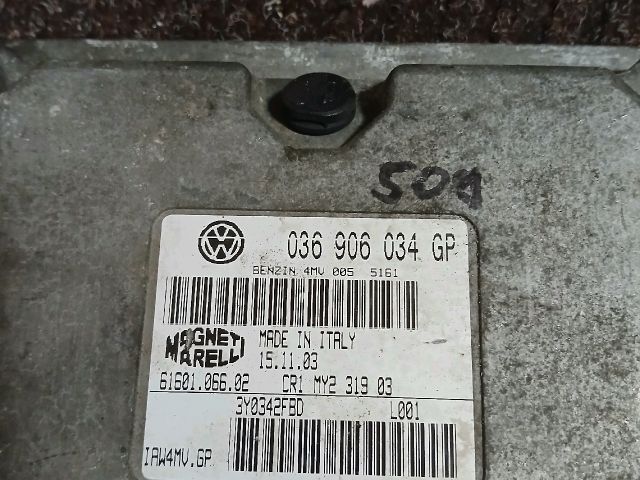 036 906 034 GP
BENZIN 4MV 005 5161
MAGNETI
MARELLI
MADE IN ITALY
15.11.03
61601.066.02 CR1 MY2 319 03
3Y0342FBD L001
IAW4MV.GP